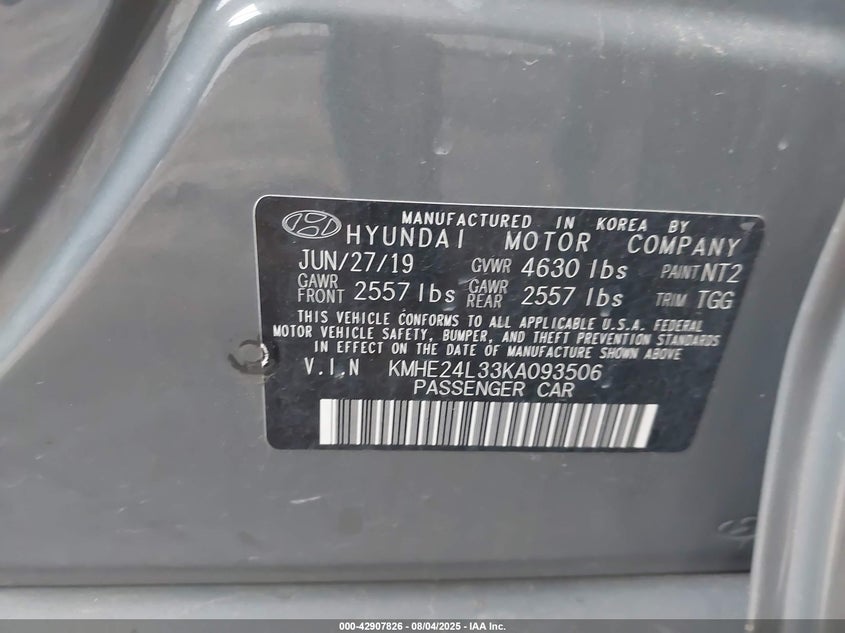 MANUFACTURED IN KOREA BY
HYUNDAI MOTOR COMPANY
JUN/27/19 GVWR 4630 lbs PAINT NT2
GAWR FRONT 2557 lbs GAWR REAR 2557 lbs TRIM TGG
THIS VEHICLE CONFORMS TO ALL APPLICABLE U.S.A. FEDERAL
MOTOR VEHICLE SAFETY, BUMPER, AND THEFT PREVENTION STANDARDS
IN EFFECT ON THE DATE OF MANUFACTURE SHOWN ABOVE
V.I.N KMHE24L33KA093506
PASSENGER CAR
000-42907826 - 08/04/2025 - IAA Inc.